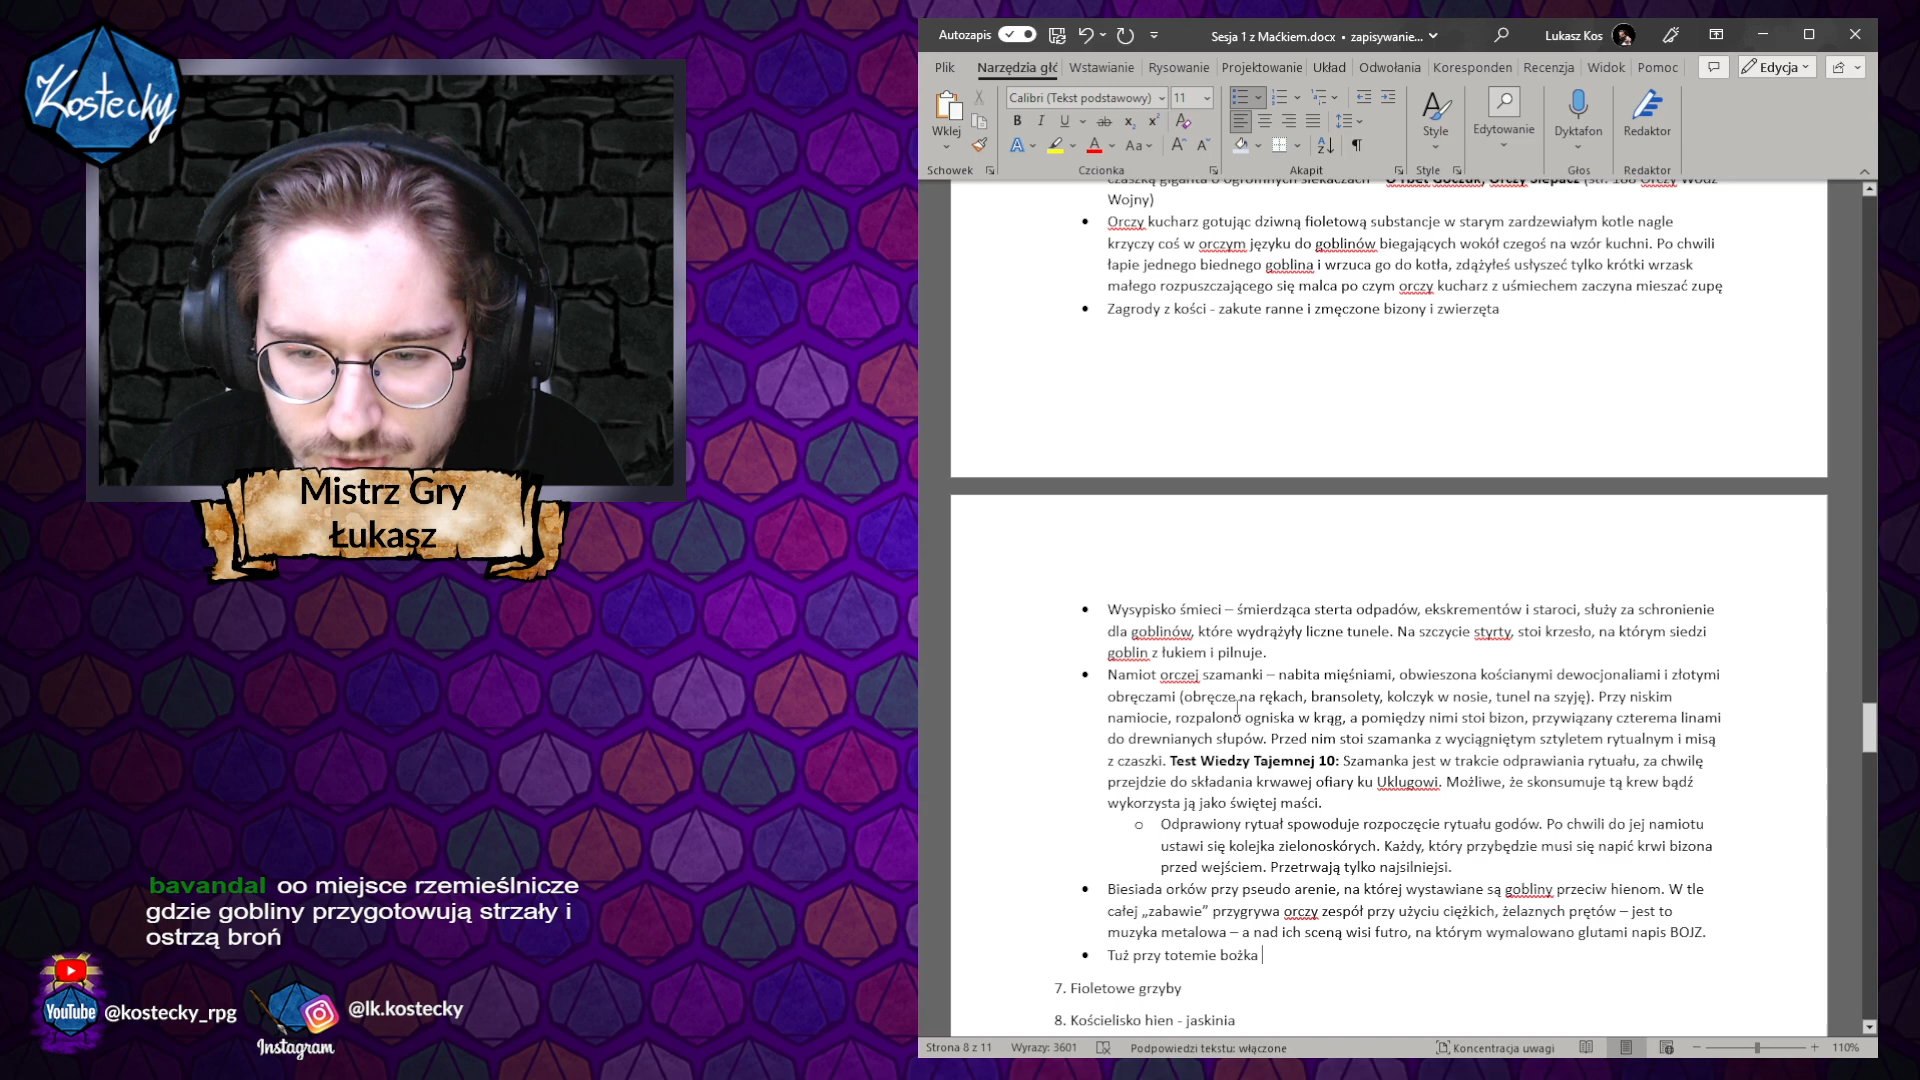 Kostecky
Mistrz Gry
Łukasz
bavandal oo miejsce rzemieślnicze
gdzie gobliny przygotowują strzały i
ostrzą broń
YouTube @kostecky_rpg
@lk.kostecky
Instagram
Autozapis
Sesja 1 z Maćkiem.docx • zapisywanie...
Lukasz Kos
Plik Narzędzia głć Wstawianie Rysowanie Projektowanie Układ Odwołania Koresponden Recenzja Widok Pomoc Edycja
Calibri (Tekst podstawowy) 11
Wklej
Style Edytowanie Dyktafon Redaktor
Schowek Czcionka Akapit Style Głos Redaktor
Wojny)
Orczy kucharz gotując dziwną fioletową substancje w starym zardzewiałym kotle nagle
krzyczy coś w orczym języku do goblinów biegających wokół czegoś na wzór kuchni. Po chwili
łapie jednego biednego goblina i wrzuca go do kotła, zdążyłeś usłyszeć tylko krótki wrzask
małego rozpuszczającego się malca po czym orczy kucharz z uśmiechem zaczyna mieszać zupę
Zagrody z kości - zakute ranne i zmęczone bizony i zwierzęta
Wysypisko śmieci – śmierdząca sterta odpadów, ekskrementów i staroci, służy za schronienie
dla goblinów, które wydrążyły liczne tunele. Na szczycie styrty, stoi krzesło, na którym siedzi
goblin z łukiem i pilnuje.
Namiot orczej szamanki – nabita mięśniami, obwieszona kościanymi dewocjonaliami i złotymi
obręczami (obręcze na rękach, bransolety, kolczyk w nosie, tunel na szyję). Przy niskim
namiocie, rozpalono ogniska w krąg, a pomiędzy nimi stoi bizon, przywiązany czterema linami
do drewnianych słupów. Przed nim stoi szamanka z wyciągniętym sztyletem rytualnym i misą
z czaszki. Test Wiedzy Tajemnej 10: Szamanka jest w trakcie odprawiania rytuału, za chwilę
przejdzie do składania krwawej ofiary ku Uklugowi. Możliwe, że skonsumuje tą krew bądź
wykorzysta ją jako świętej maści.
Odprawiony rytuał spowoduje rozpoczęcie rytuału godów. Po chwili do jej namiotu
ustawi się kolejka zielonoskórych. Każdy, który przybędzie musi się napić krwi bizona
przed wejściem. Przetrwają tylko najsilniejsi.
Biesiada orków przy pseudo arenie, na której wystawiane są gobliny przeciw hienom. W tle
całej „zabawie” przygrywa orczy zespół przy użyciu ciężkich, żelaznych prętów – jest to
muzyka metalowa – a nad ich sceną wisi futro, na którym wymalowano glutami napis BOJZ.
Tuż przy totemie bożka
7. Fioletowe grzyby
8. Kościelisko hien - jaskinia
Strona 8 z 11 Wyrazy: 3601 Podpowiedzi tekstu: włączone Koncentracja uwagi 110%